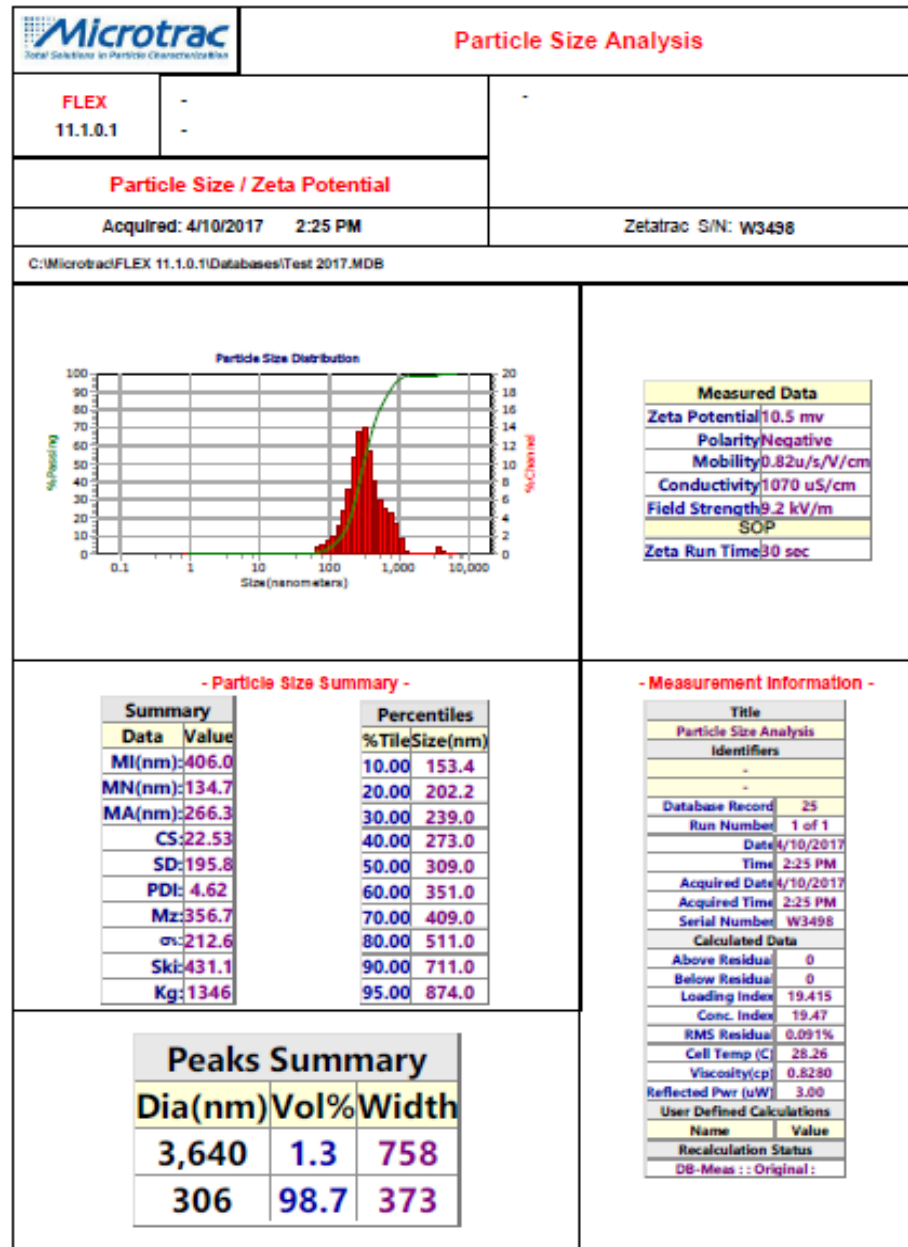 Microtrac
Total Solutions in Particle Characterization
Particle Size Analysis
FLEX
11.1.0.1
-
-
-
Particle Size / Zeta Potential
Acquired: 4/10/2017 2:25 PM
Zetatrac S/N: W3498
C:\Microtrac\FLEX 11.1.0.1\Databases\Test 2017.MDB
Particle Size Distribution
%Passing
100
90
80
70
60
50
40
30
20
10
0
20
18
16
14
12
10
8
6
4
2
0
%Channel
0.1 1 10 100 1,000 10,000
Size(nanometers)
Measured Data
Zeta Potential 10.5 mv
Polarity Negative
Mobility 0.82u/s/V/cm
Conductivity 1070 uS/cm
Field Strength 9.2 kV/m
SOP
Zeta Run Time 30 sec
- Particle Size Summary -
Summary
Data Value
MI(nm): 406.0
MN(nm): 134.7
MA(nm): 266.3
CS: 22.53
SD: 195.8
PDI: 4.62
Mz: 356.7
σ1: 212.6
Ski: 431.1
Kg: 1346
Percentiles
%Tile Size(nm)
10.00 153.4
20.00 202.2
30.00 239.0
40.00 273.0
50.00 309.0
60.00 351.0
70.00 409.0
80.00 511.0
90.00 711.0
95.00 874.0
- Measurement Information -
Title
Particle Size Analysis
Identifiers
-
-
Database Record 25
Run Number 1 of 1
Date 4/10/2017
Time 2:25 PM
Acquired Date 4/10/2017
Acquired Time 2:25 PM
Serial Number W3498
Calculated Data
Above Residual 0
Below Residual 0
Loading Index 19.415
Conc. Index 19.47
RMS Residual 0.091%
Cell Temp (C) 28.26
Viscosity(cp) 0.8280
Reflected Pwr (uW) 3.00
User Defined Calculations
Name Value
Recalculation Status
DB-Meas : : Original :
Peaks Summary
Dia(nm) Vol% Width
3,640 1.3 758
306 98.7 373